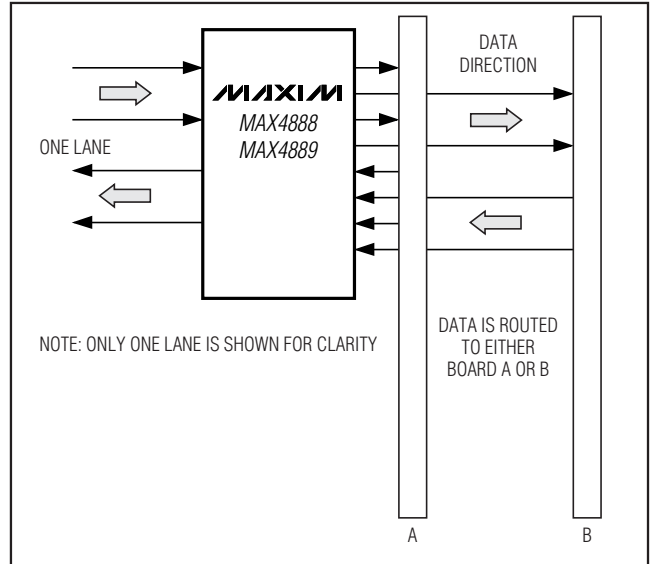 DATA
DIRECTION
MAXIM
MAX4888
MAX4889
ONE LANE
NOTE: ONLY ONE LANE IS SHOWN FOR CLARITY
DATA IS ROUTED
TO EITHER
BOARD A OR B
A
B